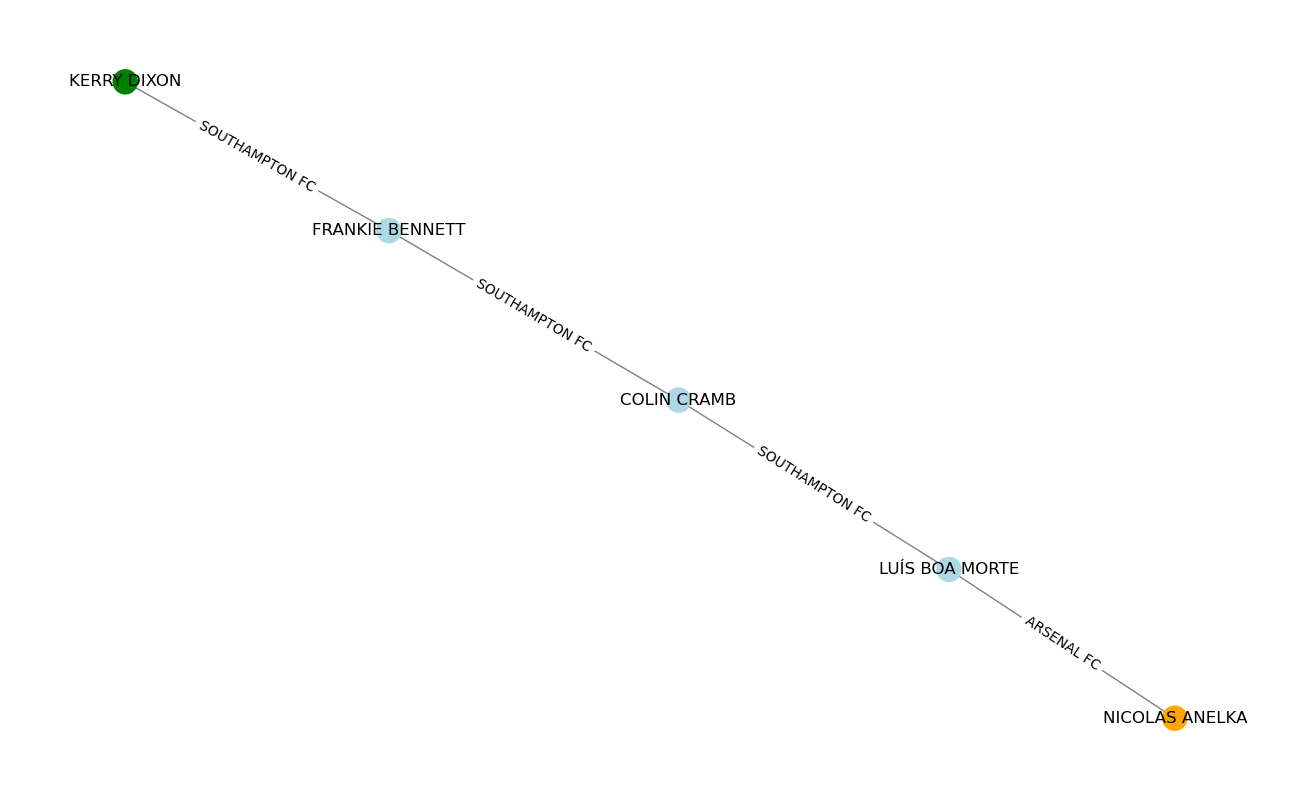 KERRY DIXON
SOUTHAMPTON FC
FRANKIE BENNETT
SOUTHAMPTON FC
COLIN CRAMB
SOUTHAMPTON FC
LUÍS BOA MORTE
ARSENAL FC
NICOLAS ANELKA